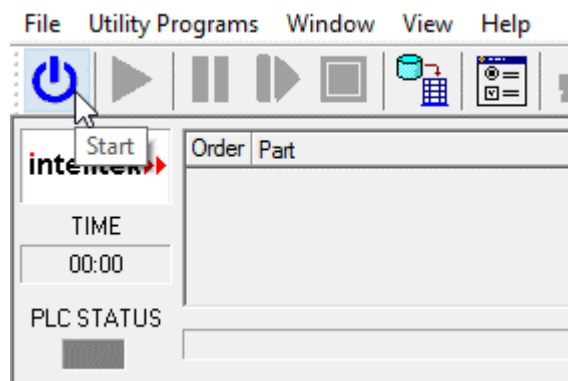 File Utility Programs Window View Help
Start
Order Part
intelitek
TIME
00:00
PLC STATUS